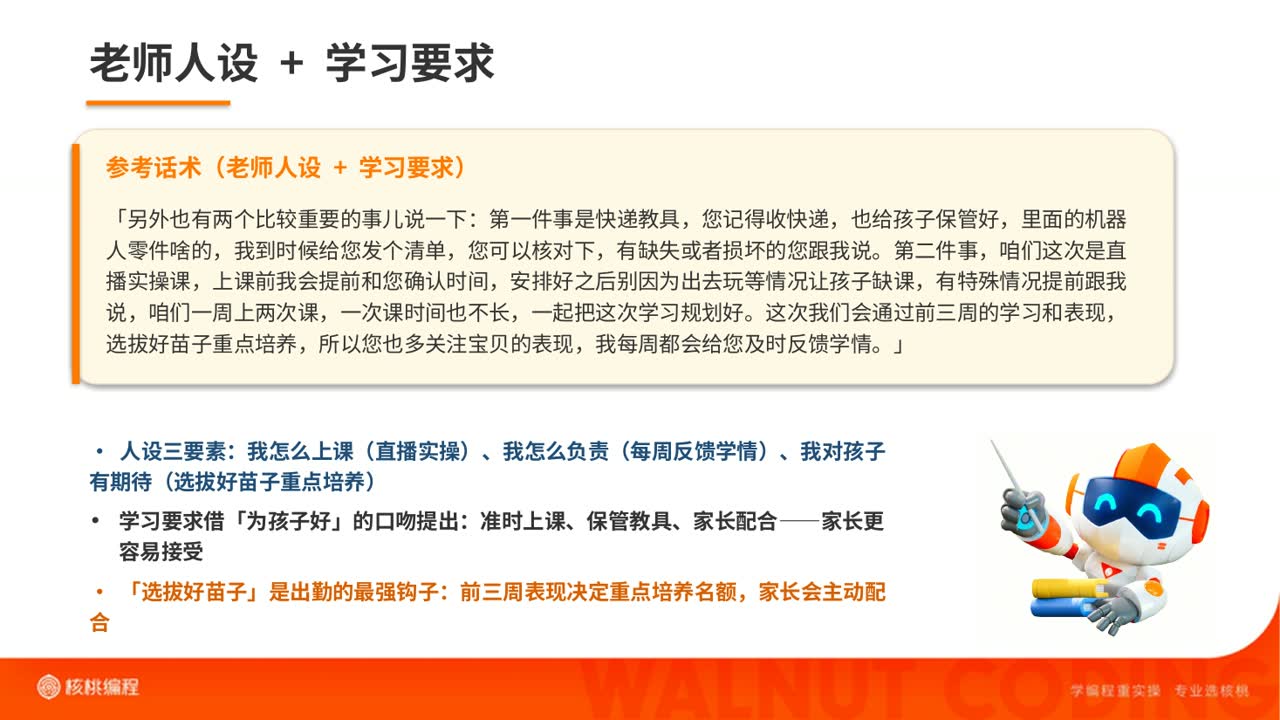 老师人设 + 学习要求
参考话术（老师人设 + 学习要求）
「另外也有两个比较重要的事儿说一下：第一件事是快递教具，您记得收快递，也给孩子保管好，里面的机器
人零件啥的，我到时候给您发个清单，您可以核对下，有缺失或者损坏的您跟我说。第二件事，咱们这次是直
播实操课，上课前我会提前和您确认时间，安排好之后别因为出去玩等情况让孩子缺课，有特殊情况提前跟我
说，咱们一周上两次课，一次课时间也不长，一起把这次学习规划好。这次我们会通过前三周的学习和表现，
选拔好苗子重点培养，所以您也多关注宝贝的表现，我每周都会给您及时反馈学情。」
• 人设三要素：我怎么上课（直播实操）、我怎么负责（每周反馈学情）、我对孩子
有期待（选拔好苗子重点培养）
• 学习要求借「为孩子好」的口吻提出：准时上课、保管教具、家长配合——家长更
容易接受
• 「选拔好苗子」是出勤的最强钩子：前三周表现决定重点培养名额，家长会主动配
合
核桃编程
WALNUT CODING
学编程重实操 专业选核桃